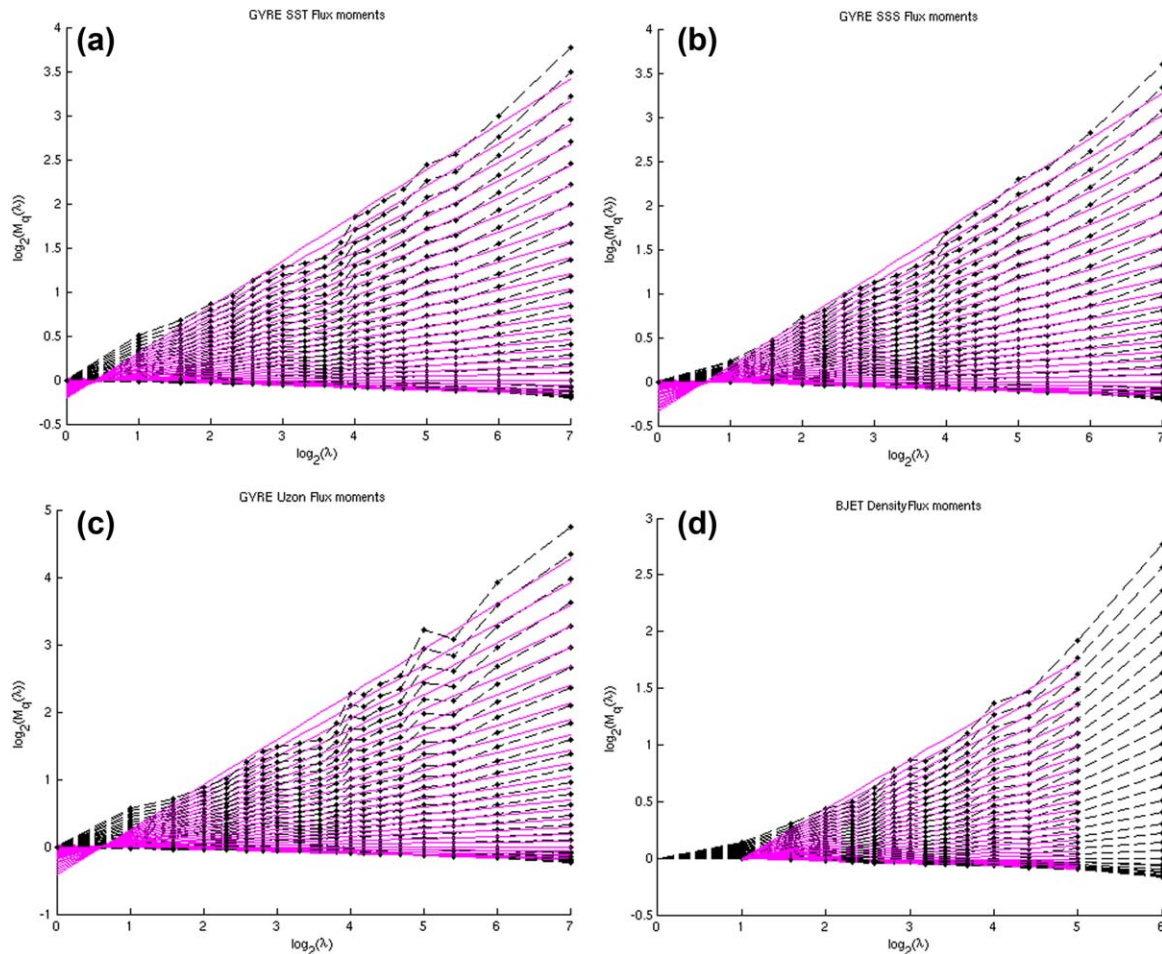 GYRE SST Flux moments
(a)
4
3.5
3
2.5
2
1.5
1
0.5
0
-0.5
log2(Mq(λ))
0 1 2 3 4 5 6 7
log2(λ)
GYRE SSS Flux moments
(b)
4
3.5
3
2.5
2
1.5
1
0.5
0
-0.5
log2(Mq(λ))
0 1 2 3 4 5 6 7
log2(λ)
GYRE Uzon Flux moments
(c)
5
4
3
2
1
0
-1
log2(Mq(λ))
0 1 2 3 4 5 6 7
log2(λ)
BJET DensityFlux moments
(d)
3
2.5
2
1.5
1
0.5
0
-0.5
log2(Mq(λ))
0 1 2 3 4 5 6
log2(λ)